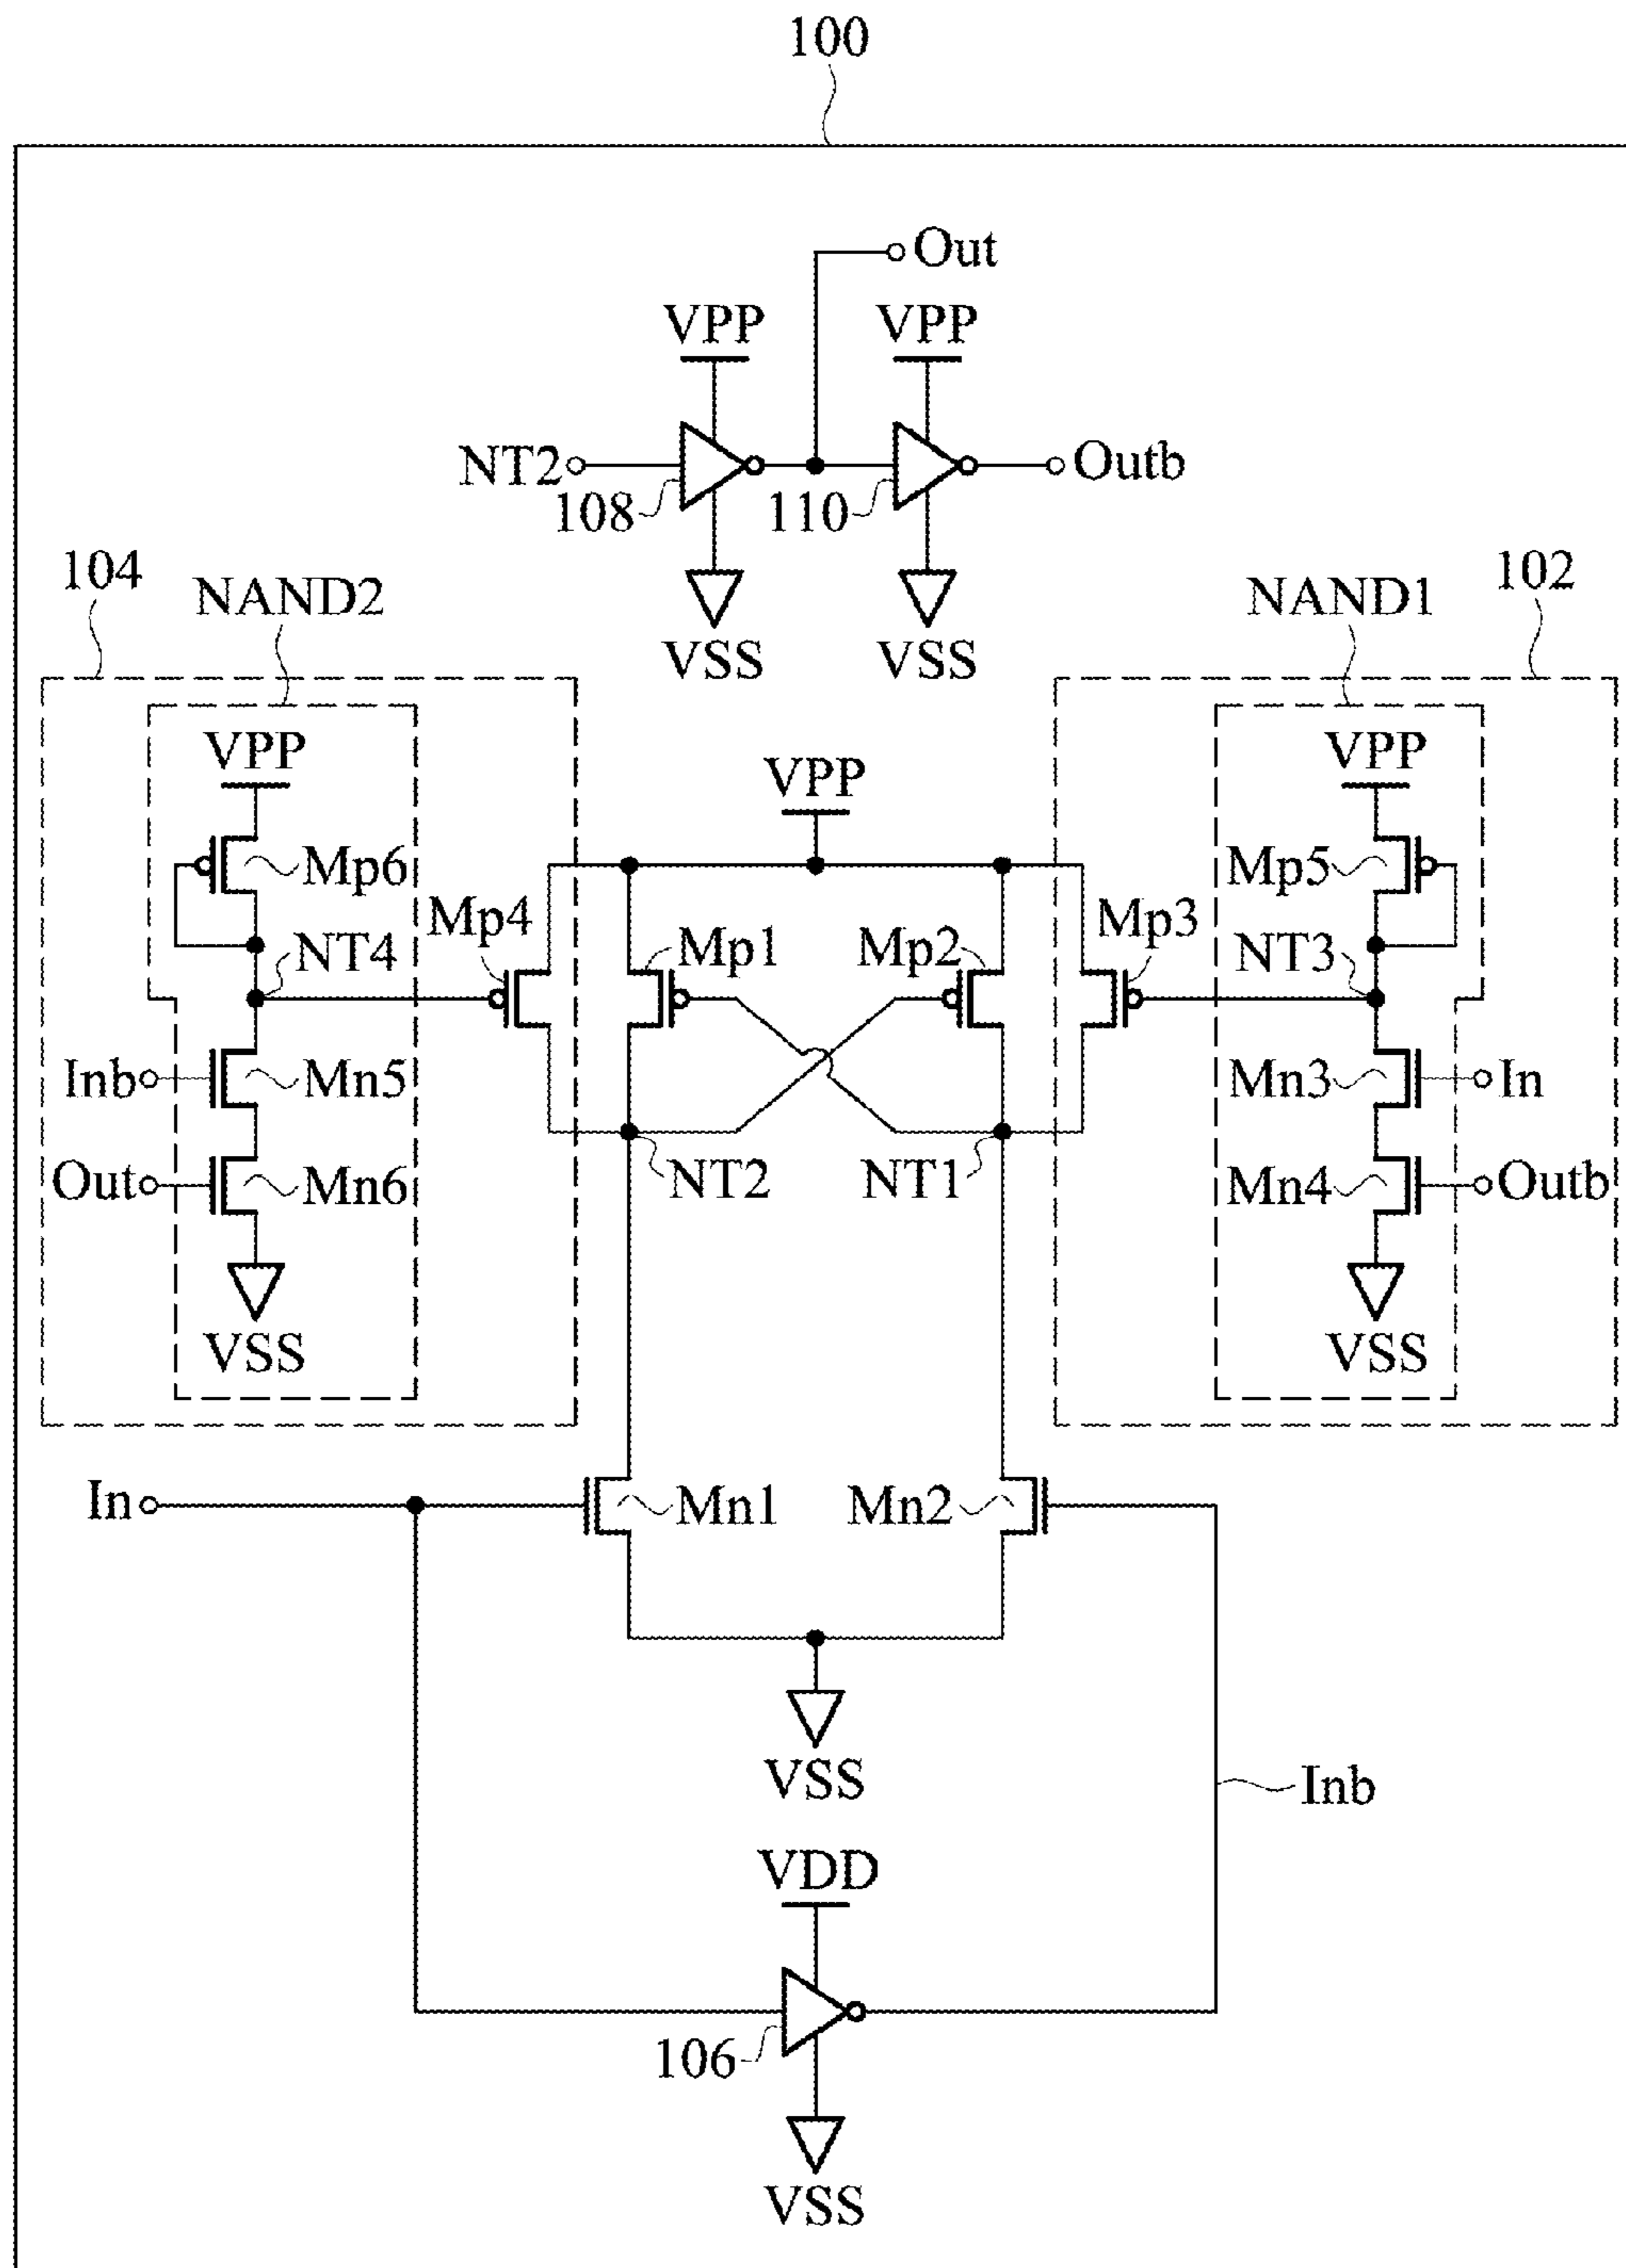 100
Out
VPP VPP
NT2 108 110 Outb
VSS VSS
104 NAND2 NAND1 102
VPP VPP VPP
Mp6 Mp4 Mp1 Mp2 Mp3 Mp5
NT4 NT3
Inb Mn5 Mn3 In
NT2 NT1
Out Mn6 Mn4 Outb
VSS VSS
In Mn1 Mn2
VSS
Inb
VDD
106
VSS